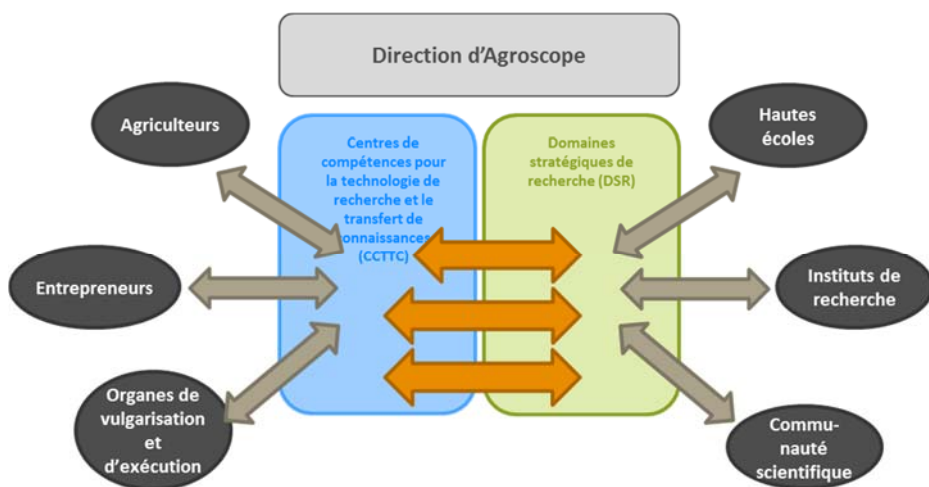 Direction d'Agroscope
Agriculteurs
Centres de
compétences pour
la technologie de
recherche et le
transfert de
connaissances
(CCTTC)
Domaines
stratégiques de
recherche (DSR)
Hautes
écoles
Entrepreneurs
Instituts de
recherche
Organes de
vulgarisation
et
d'exécution
Commu-
nauté
scientifique